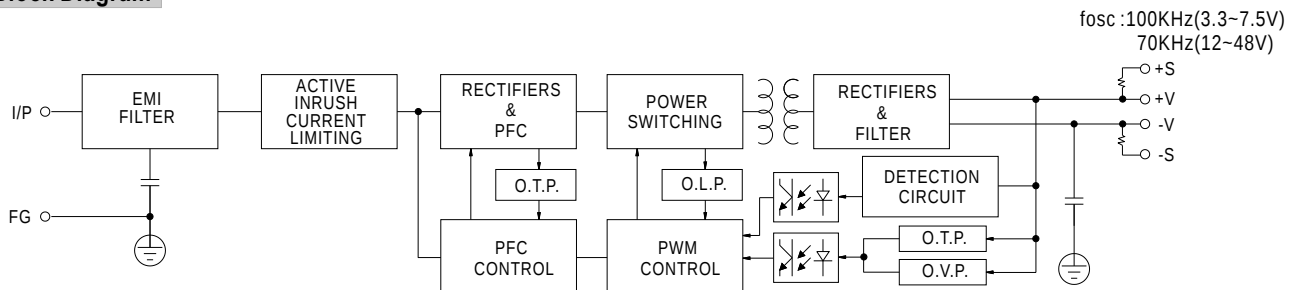 Block Diagram
fosc :100KHz(3.3~7.5V)
70KHz(12~48V)
I/P
EMI
FILTER
ACTIVE
INRUSH
CURRENT
LIMITING
RECTIFIERS
&
PFC
POWER
SWITCHING
RECTIFIERS
&
FILTER
+S
+V
-V
-S
O.T.P.
O.L.P.
DETECTION
CIRCUIT
FG
PFC
CONTROL
PWM
CONTROL
O.T.P.
O.V.P.